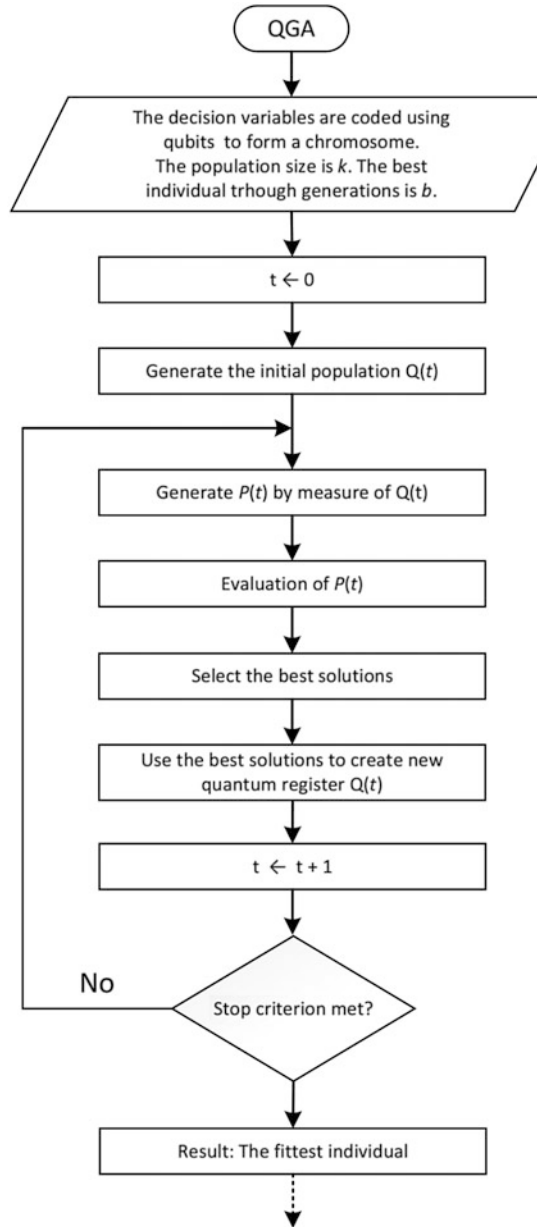 QGA
The decision variables are coded using
qubits to form a chromosome.
The population size is k. The best
individual trhough generations is b.
t ← 0
Generate the initial population Q(t)
Generate P(t) by measure of Q(t)
Evaluation of P(t)
Select the best solutions
Use the best solutions to create new
quantum register Q(t)
t ← t + 1
No
Stop criterion met?
Result: The fittest individual